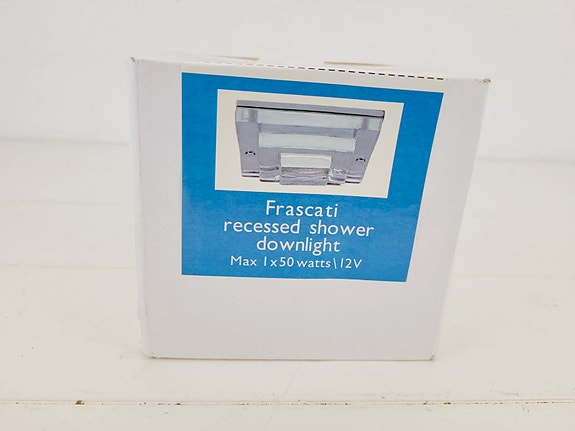 Frascati
recessed shower
downlight
Max 1x50 watts\12V